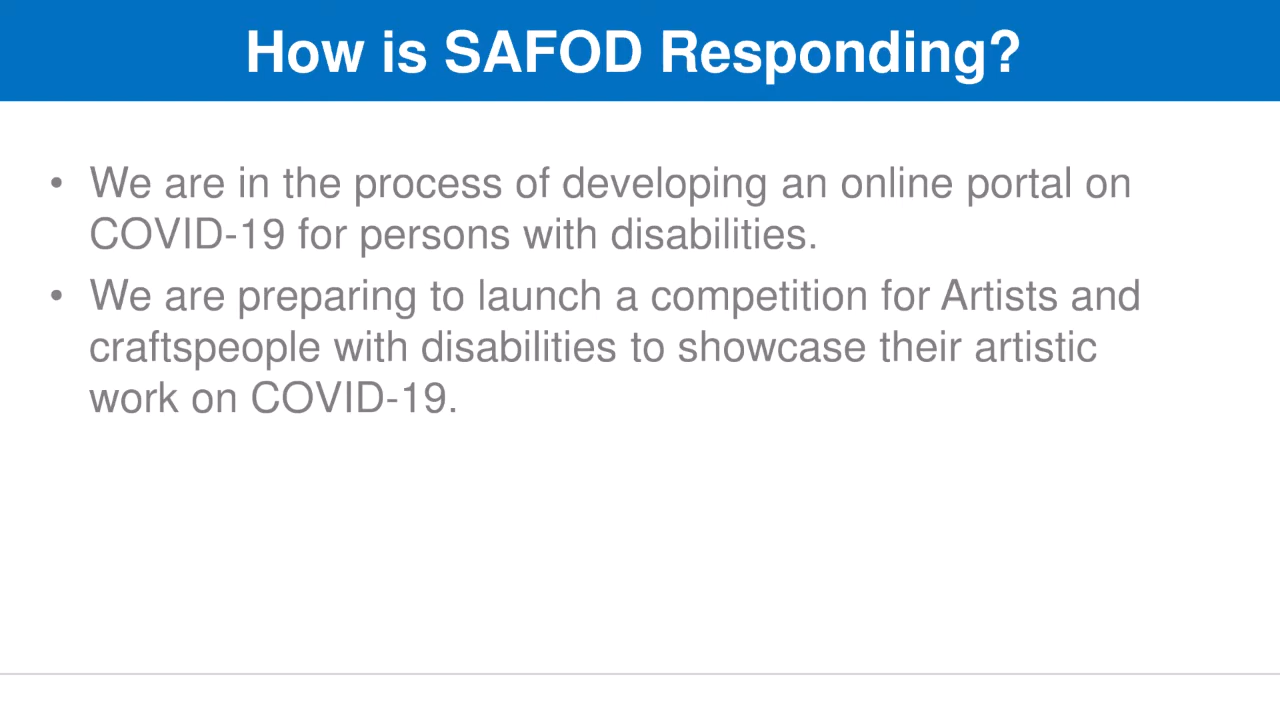 How is SAFOD Responding?
• We are in the process of developing an online portal on
COVID-19 for persons with disabilities.
• We are preparing to launch a competition for Artists and
craftspeople with disabilities to showcase their artistic
work on COVID-19.